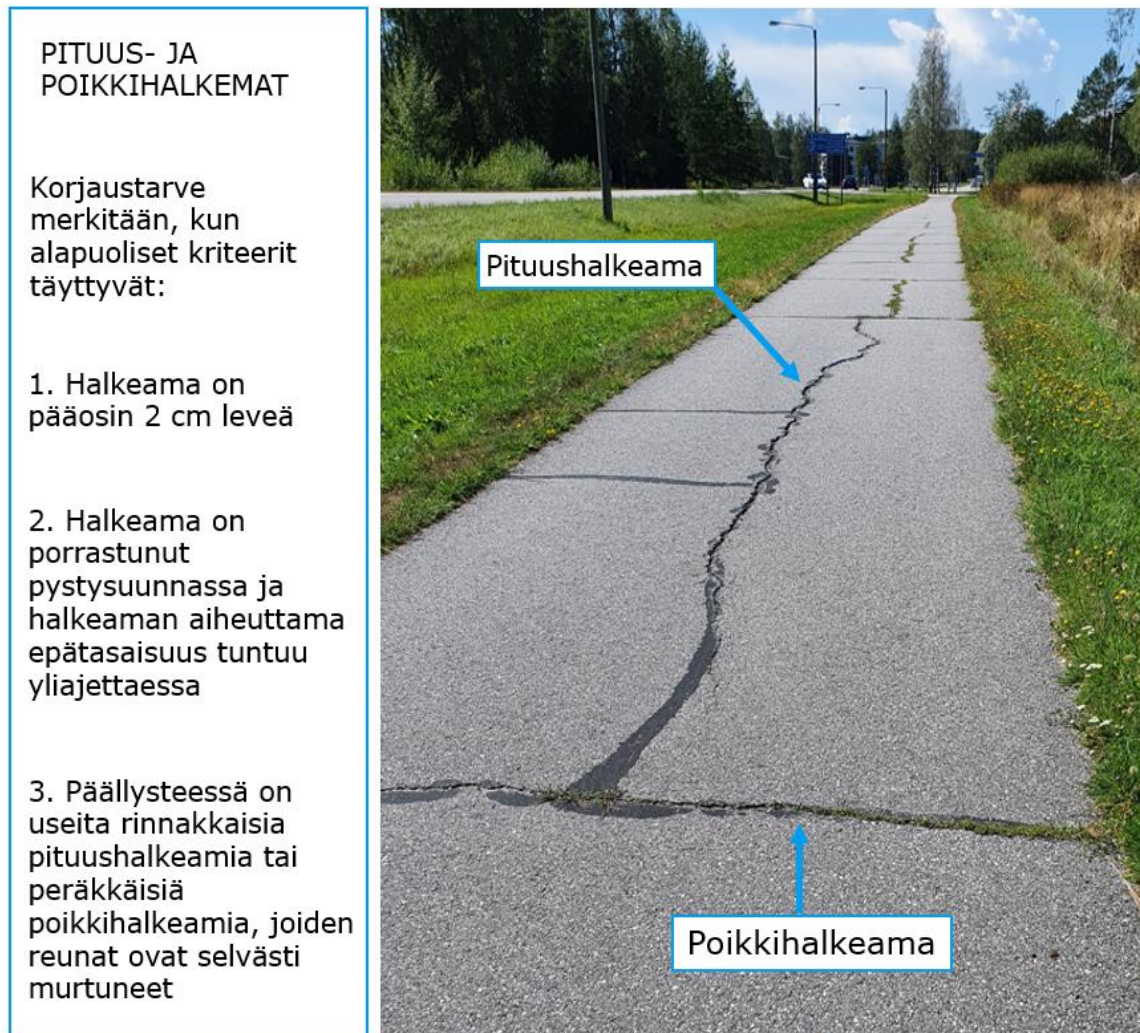 PITUUS- JA
POIKKIHALKEMAT
Korjaustarve
merkitään, kun
alapuoliset kriteerit
täyttyvät:
1. Halkeama on
pääosin 2 cm leveä
2. Halkeama on
porrastunut
pystysuunnassa ja
halkeaman aiheuttama
epätasaisuus tuntuu
yliajettaessa
3. Päällysteessä on
useita rinnakkaisia
pituushalkeamia tai
peräkkäisiä
poikkihalkeamia, joiden
reunat ovat selvästi
murtuneet
Pituushalkeama
Poikkihalkeama